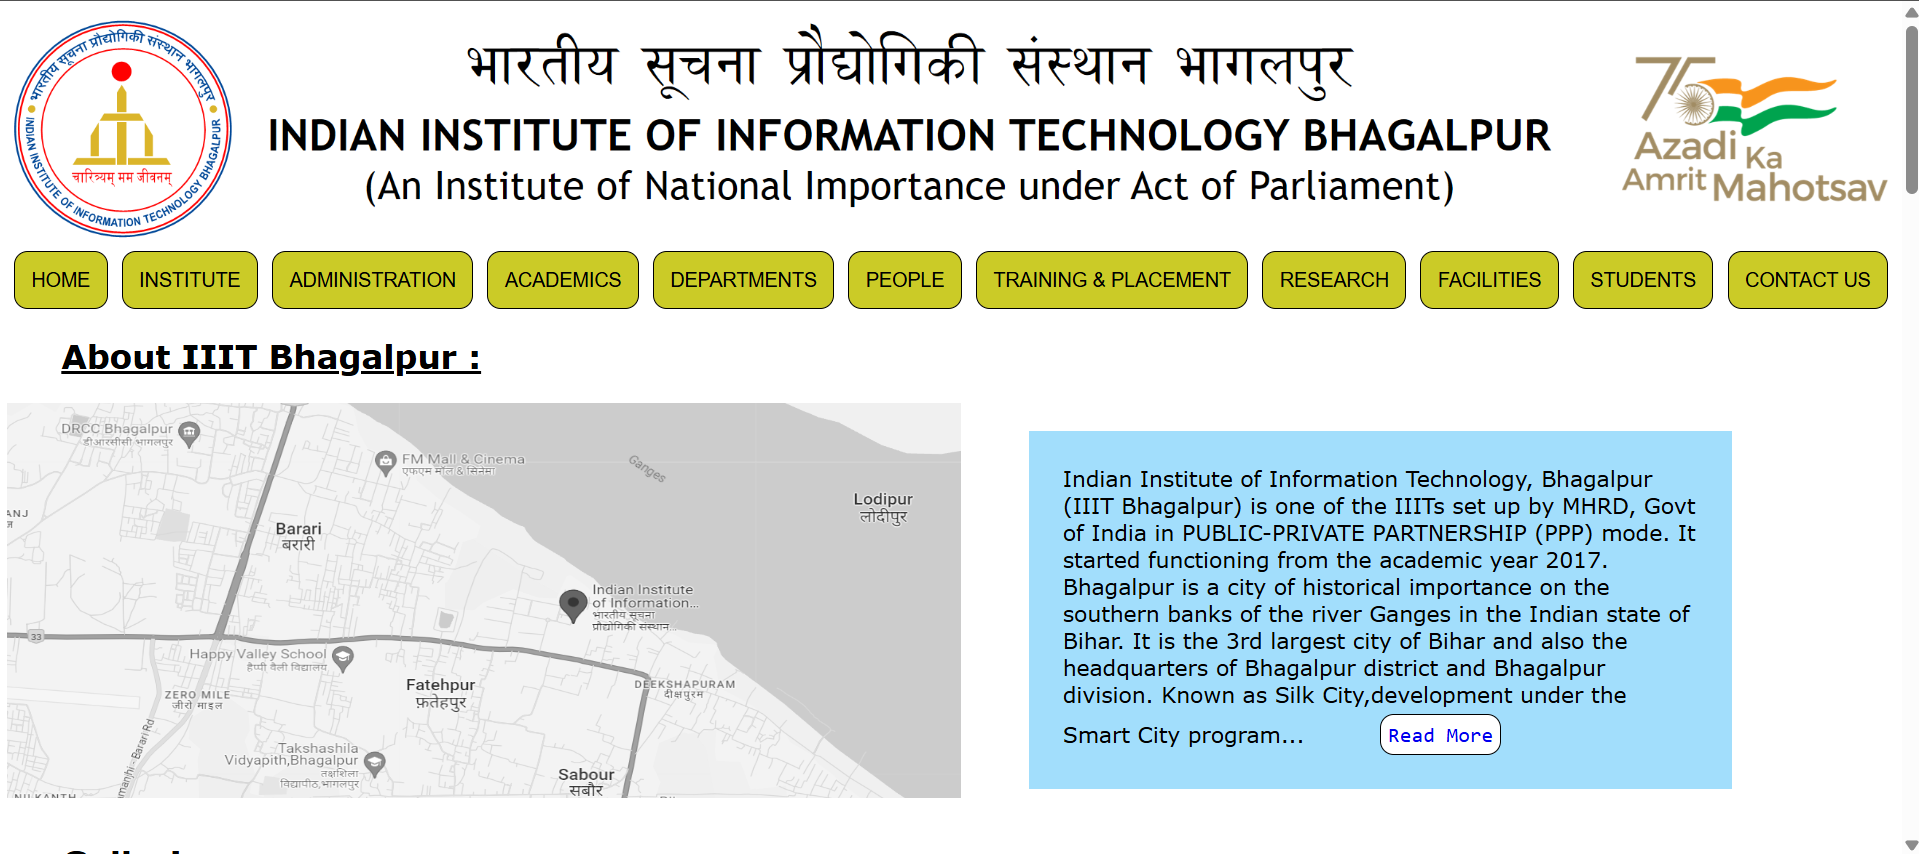 भारतीय सूचना प्रौद्योगिकी संस्थान भागलपुर
INDIAN INSTITUTE OF INFORMATION TECHNOLOGY BHAGALPUR
चारित्र्यम् मम जीवनम्
भारतीय सूचना प्रौद्योगिकी संस्थान भागलपुर
INDIAN INSTITUTE OF INFORMATION TECHNOLOGY BHAGALPUR
(An Institute of National Importance under Act of Parliament)
75
Azadi Ka
Amrit Mahotsav
HOME
INSTITUTE
ADMINISTRATION
ACADEMICS
DEPARTMENTS
PEOPLE
TRAINING & PLACEMENT
RESEARCH
FACILITIES
STUDENTS
CONTACT US
About IIIT Bhagalpur :
DRCC Bhagalpur
डीआरसीसी भागलपुर
FM Mall & Cinema
एफएम मॉल & सिनेमा
Ganges
Lodipur
लोदीपुर
ANJ
Barari
बरारी
Indian Institute
of Information...
भारतीय सूचना
प्रौद्योगिकी संस्थान...
33
Happy Valley School
हैप्पी वैली विद्यालय
ZERO MILE
जीरो माइल
Fatehpur
फ़तेहपुर
DEEKSHAPURAM
दीक्षपुरम
manjhi - Barari Rd
Takshashila
Vidyapith,Bhagalpur
तक्षशिला
विद्यापीठ,भागलपुर
Sabour
सबौर
NILKANTH
Indian Institute of Information Technology, Bhagalpur
(IIIT Bhagalpur) is one of the IIITs set up by MHRD, Govt
of India in PUBLIC-PRIVATE PARTNERSHIP (PPP) mode. It
started functioning from the academic year 2017.
Bhagalpur is a city of historical importance on the
southern banks of the river Ganges in the Indian state of
Bihar. It is the 3rd largest city of Bihar and also the
headquarters of Bhagalpur district and Bhagalpur
division. Known as Silk City,development under the
Smart City program... Read More